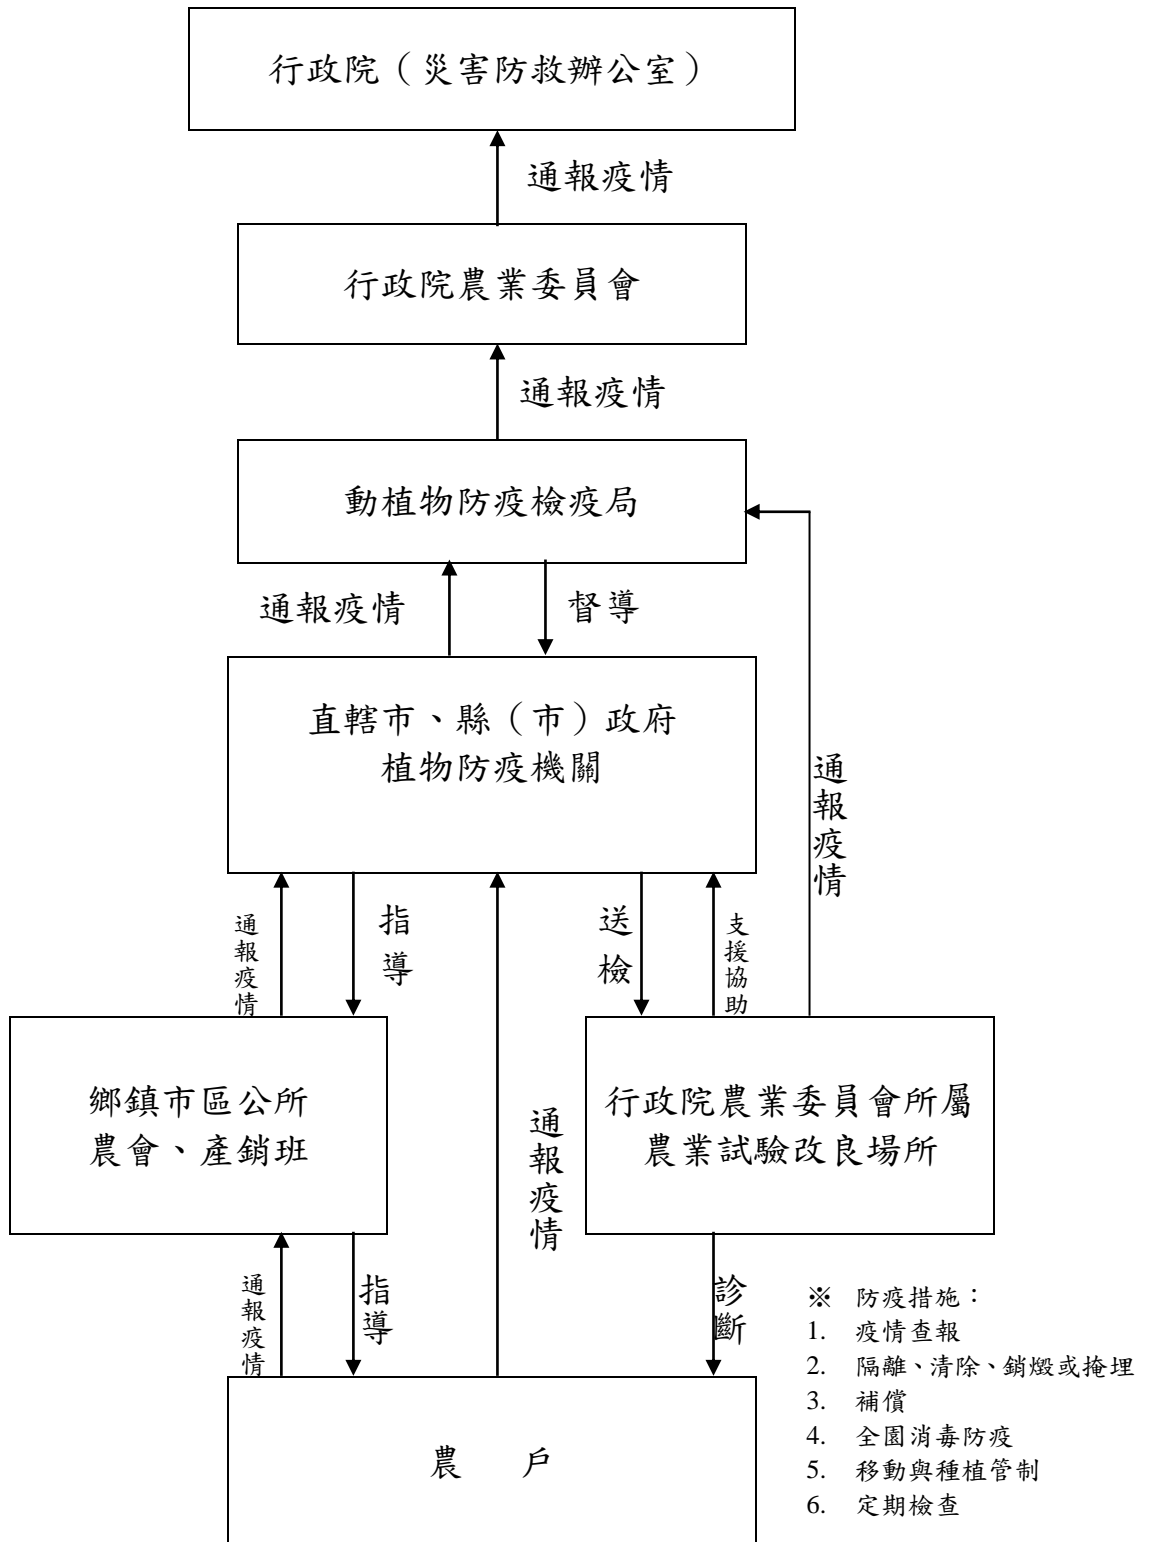 行政院（災害防救辦公室）
通報疫情
行政院農業委員會
通報疫情
動植物防疫檢疫局
通報疫情
督導
直轄市、縣（市）政府
植物防疫機關
通報疫情
通報疫情
指導
送檢
支援協助
鄉鎮市區公所
農會、產銷班
通報疫情
行政院農業委員會所屬
農業試驗改良場所
通報疫情
指導
診斷
農　戶
※ 防疫措施：
1. 疫情查報
2. 隔離、清除、銷燬或掩埋
3. 補償
4. 全園消毒防疫
5. 移動與種植管制
6. 定期檢查